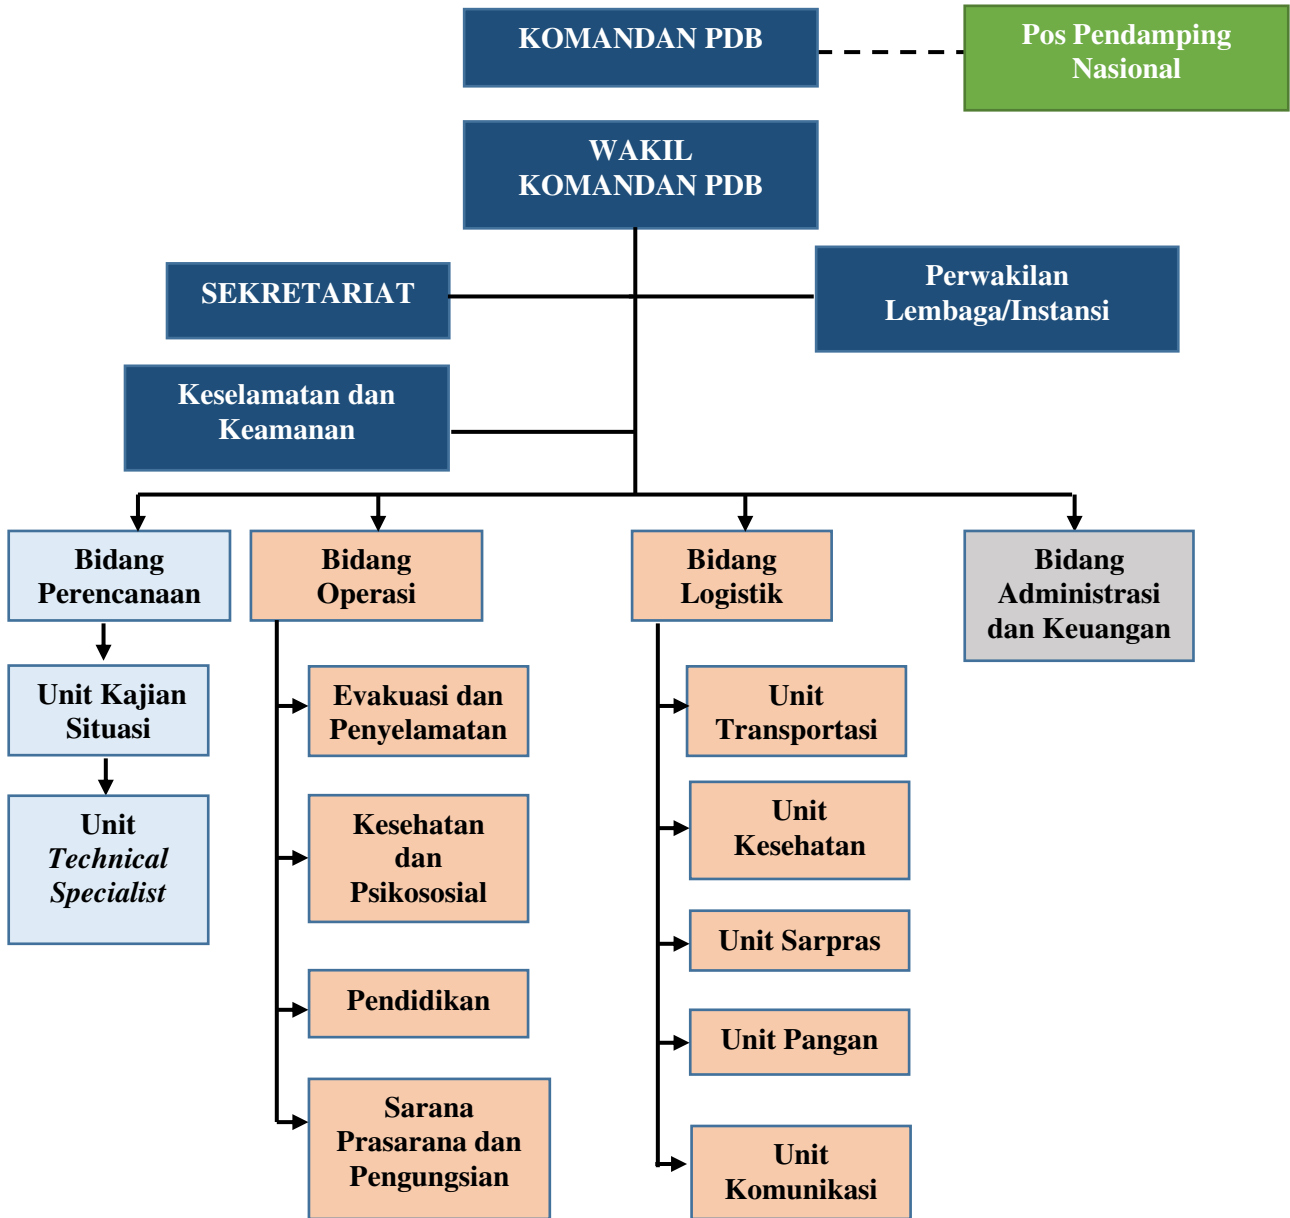 KOMANDAN PDB
Pos Pendamping
Nasional
WAKIL
KOMANDAN PDB
SEKRETARIAT
Perwakilan
Lembaga/Instansi
Keselamatan dan
Keamanan
Bidang
Perencanaan
Bidang
Operasi
Bidang
Logistik
Bidang
Administrasi
dan Keuangan
Unit Kajian
Situasi
Unit
Technical
Specialist
Evakuasi dan
Penyelamatan
Kesehatan
dan
Psikososial
Pendidikan
Sarana
Prasarana dan
Pengungsian
Unit
Transportasi
Unit
Kesehatan
Unit Sarpras
Unit Pangan
Unit
Komunikasi